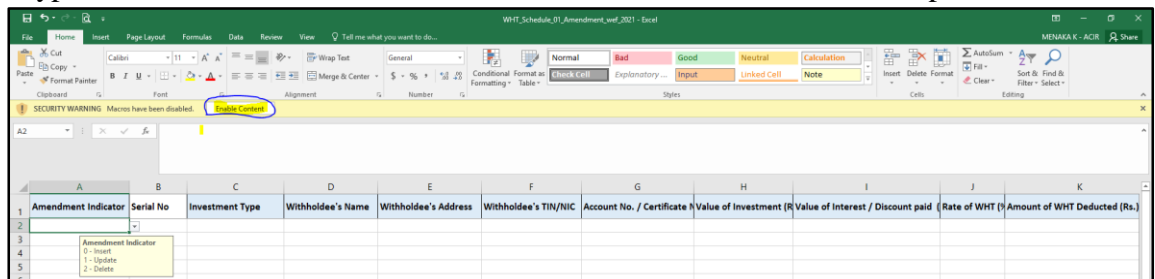 WHT_Schedule_01_Amendment_wef_2021 - Excel
File Home Insert Page Layout Formulas Data Review View Tell me what you want to do... MENAKA K - ACIR Share
Paste Cut Copy Format Painter
Calibri 11 A A
B I U A
Wrap Text
Merge & Center
General
$ % ,
Conditional Formatting Format as Table
Normal Bad Good Neutral Calculation
Check Cell Explanatory ... Input Linked Cell Note
Insert Delete Format
AutoSum Fill Clear
Sort & Filter Find & Select
Clipboard Font Alignment Number Styles Cells Editing
SECURITY WARNING Macros have been disabled. Enable Content
A2 fx
A B C D E F G H I J K
1 Amendment Indicator Serial No Investment Type Withholdee's Name Withholdee's Address Withholdee's TIN/NIC Account No. / Certificate N Value of Investment (R Value of Interest / Discount paid ( Rate of WHT (% Amount of WHT Deducted (Rs.)
2
3 Amendment Indicator
0 - Insert
4 1 - Update
2 - Delete
5